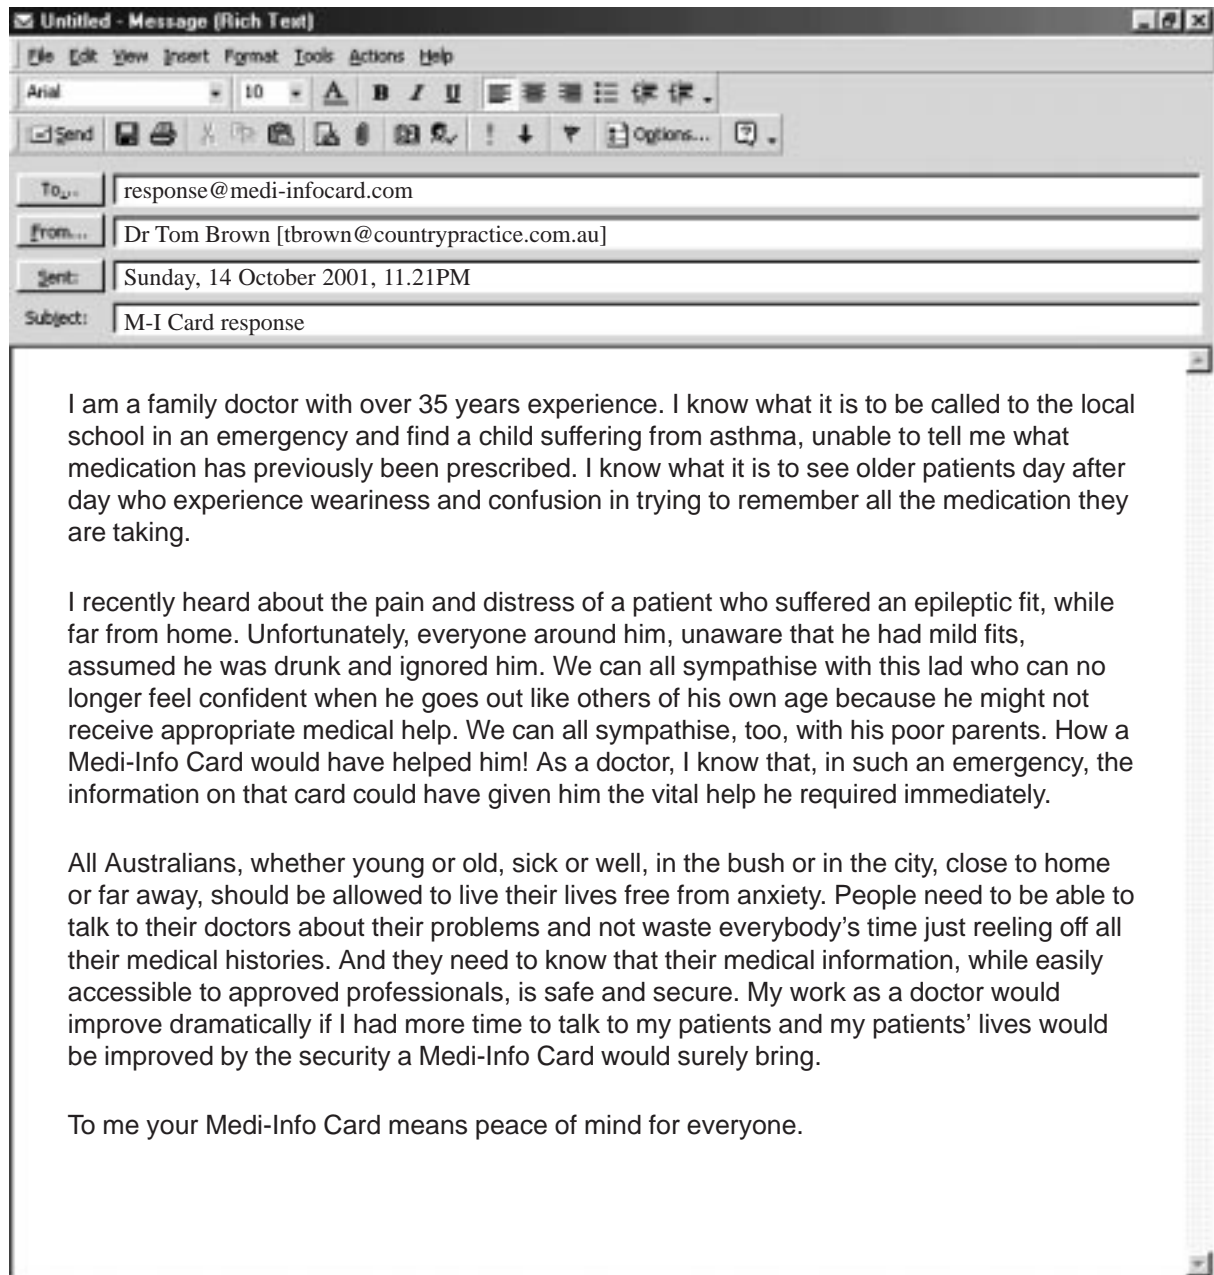 Untitled - Message (Rich Text)
File Edit View Insert Format Tools Actions Help
Arial 10 A B I U
Send ! Options...
To... response@medi-infocard.com
From... Dr Tom Brown [tbrown@countrypractice.com.au]
Sent: Sunday, 14 October 2001, 11.21PM
Subject: M-I Card response
I am a family doctor with over 35 years experience. I know what it is to be called to the local
school in an emergency and find a child suffering from asthma, unable to tell me what
medication has previously been prescribed. I know what it is to see older patients day after
day who experience weariness and confusion in trying to remember all the medication they
are taking.
I recently heard about the pain and distress of a patient who suffered an epileptic fit, while
far from home. Unfortunately, everyone around him, unaware that he had mild fits,
assumed he was drunk and ignored him. We can all sympathise with this lad who can no
longer feel confident when he goes out like others of his own age because he might not
receive appropriate medical help. We can all sympathise, too, with his poor parents. How a
Medi-Info Card would have helped him! As a doctor, I know that, in such an emergency, the
information on that card could have given him the vital help he required immediately.
All Australians, whether young or old, sick or well, in the bush or in the city, close to home
or far away, should be allowed to live their lives free from anxiety. People need to be able to
talk to their doctors about their problems and not waste everybody's time just reeling off all
their medical histories. And they need to know that their medical information, while easily
accessible to approved professionals, is safe and secure. My work as a doctor would
improve dramatically if I had more time to talk to my patients and my patients' lives would
be improved by the security a Medi-Info Card would surely bring.
To me your Medi-Info Card means peace of mind for everyone.